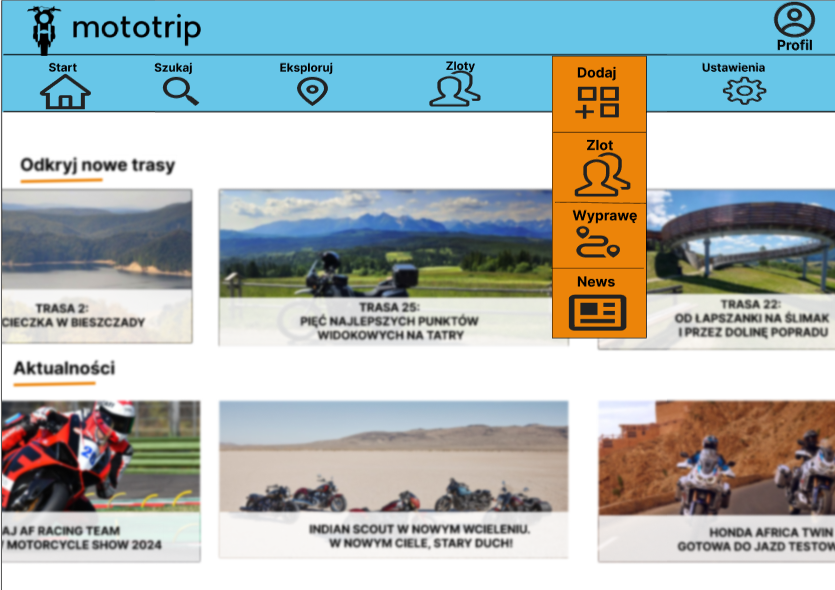 mototrip
Profil
Start
Szukaj
Eksploruj
Zloty
Dodaj
Ustawienia
Zlot
Wyprawę
News
Odkryj nowe trasy
TRASA 2:
CIECZKA W BIESZCZADY
TRASA 25:
PIĘĆ NAJLEPSZYCH PUNKTÓW
WIDOKOWYCH NA TATRY
TRASA 22:
OD ŁAPSZANKI NA ŚLIMAK
I PRZEZ DOLINĘ POPRADU
Aktualności
AJ AF RACING TEAM
MOTORCYCLE SHOW 2024
INDIAN SCOUT W NOWYM WCIELENIU.
W NOWYM CIELE, STARY DUCH!
HONDA AFRICA TWIN
GOTOWA DO JAZD TESTOW